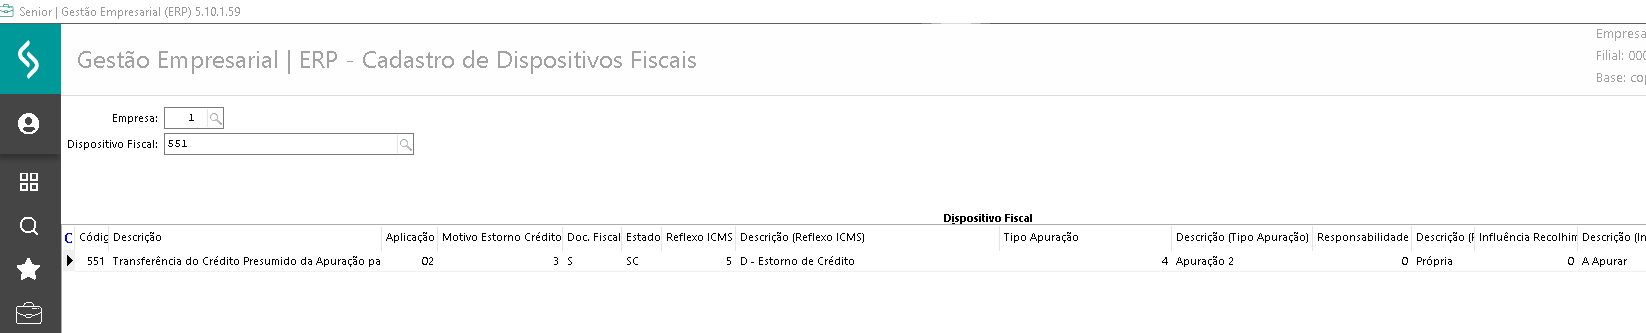 Senior | Gestão Empresarial (ERP) 5.10.1.59
Gestão Empresarial | ERP - Cadastro de Dispositivos Fiscais
Empresa
Filial: 000
Base: cop
Empresa: 1
Dispositivo Fiscal: 551
Dispositivo Fiscal
C Códig Descrição Aplicação Motivo Estorno Crédito Doc. Fiscal Estado Reflexo ICMS Descrição (Reflexo ICMS) Tipo Apuração Descrição (Tipo Apuração) Responsabilidade Descrição (F Influência Recolhim Descrição (In
551 Transferência do Crédito Presumido da Apuração pa 02 3 S SC 5 D - Estorno de Crédito 4 Apuração 2 0 Própria 0 A Apurar